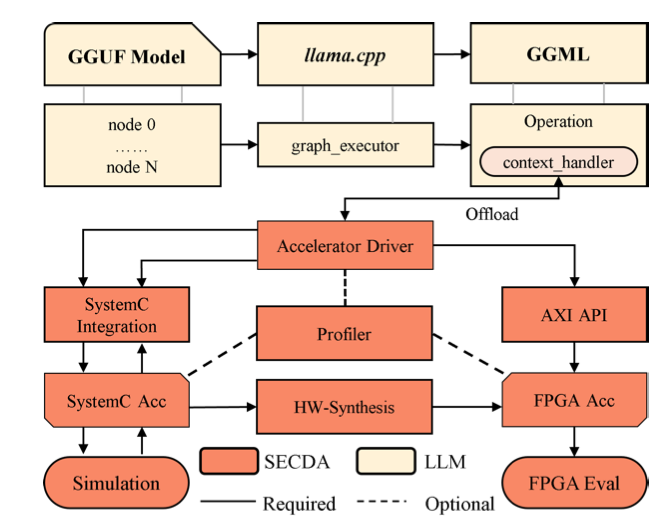 GGUF Model
llama.cpp
GGML
node 0
……
node N
graph_executor
Operation
context_handler
Offload
Accelerator Driver
SystemC
Integration
Profiler
AXI API
SystemC Acc
HW-Synthesis
FPGA Acc
Simulation
SECDA
LLM
FPGA Eval
Required
Optional